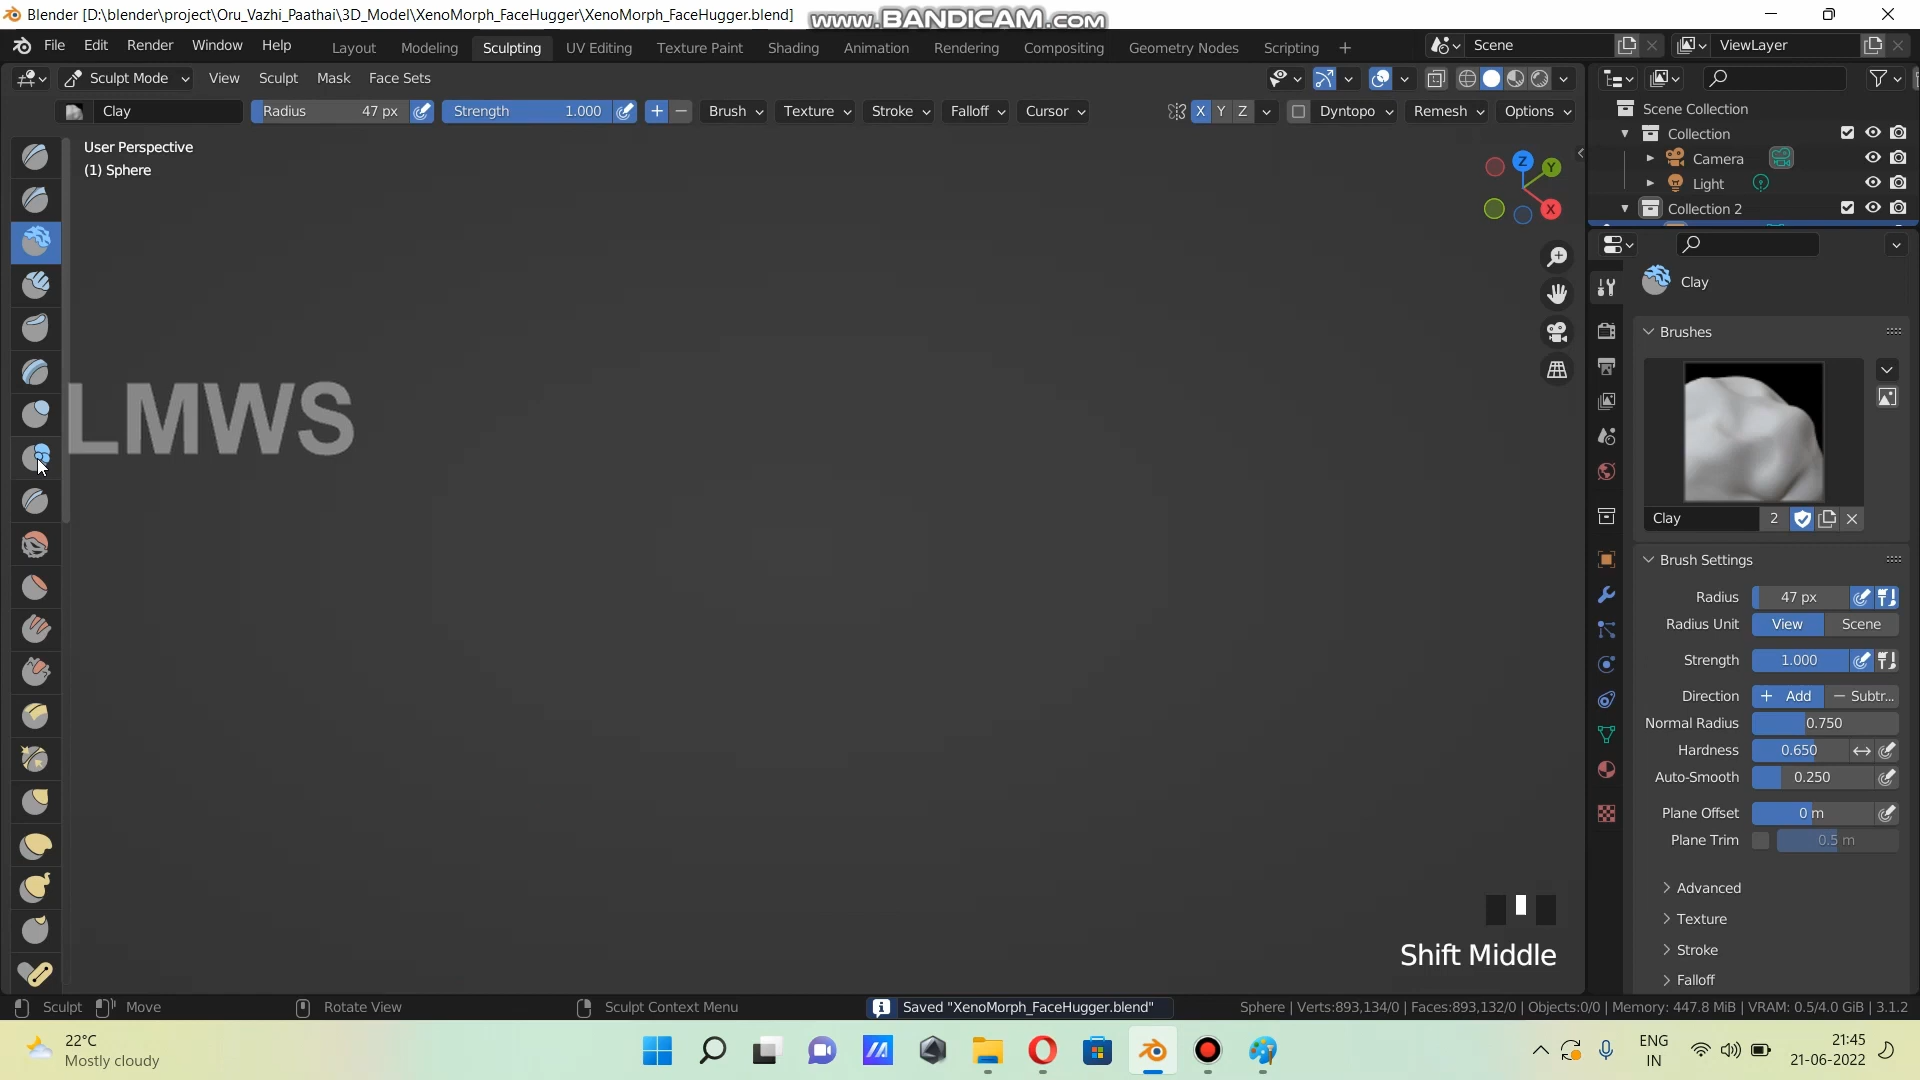 Blender [D:\blender\project\Oru_Vazhi_Paathai\3D_Model\XenoMorph_FaceHugger\XenoMorph_FaceHugger.blend]
www.BANDICAM.com
File Edit Render Window Help
Layout Modeling Sculpting UV Editing Texture Paint Shading Animation Rendering Compositing Geometry Nodes Scripting +
Scene
ViewLayer
Sculpt Mode View Sculpt Mask Face Sets
Clay Radius 47 px Strength 1.000 + − Brush Texture Stroke Falloff Cursor X Y Z Dyntopo Remesh Options
User Perspective
(1) Sphere
Z Y X
LMWS
Shift Middle
Scene Collection
Collection
Camera
Light
Collection 2
Clay
Brushes
Clay 2
Brush Settings
Radius 47 px
Radius Unit View Scene
Strength 1.000
Direction + Add − Subtr...
Normal Radius 0.750
Hardness 0.650
Auto-Smooth 0.250
Plane Offset 0 m
Plane Trim 0.5 m
Advanced
Texture
Stroke
Falloff
Sculpt Move Rotate View Sculpt Context Menu Saved "XenoMorph_FaceHugger.blend" Sphere | Verts:893,134/0 | Faces:893,132/0 | Objects:0/0 | Memory: 447.8 MiB | VRAM: 0.5/4.0 GiB | 3.1.2
22°C
Mostly cloudy
ENG
IN
21:45
21-06-2022